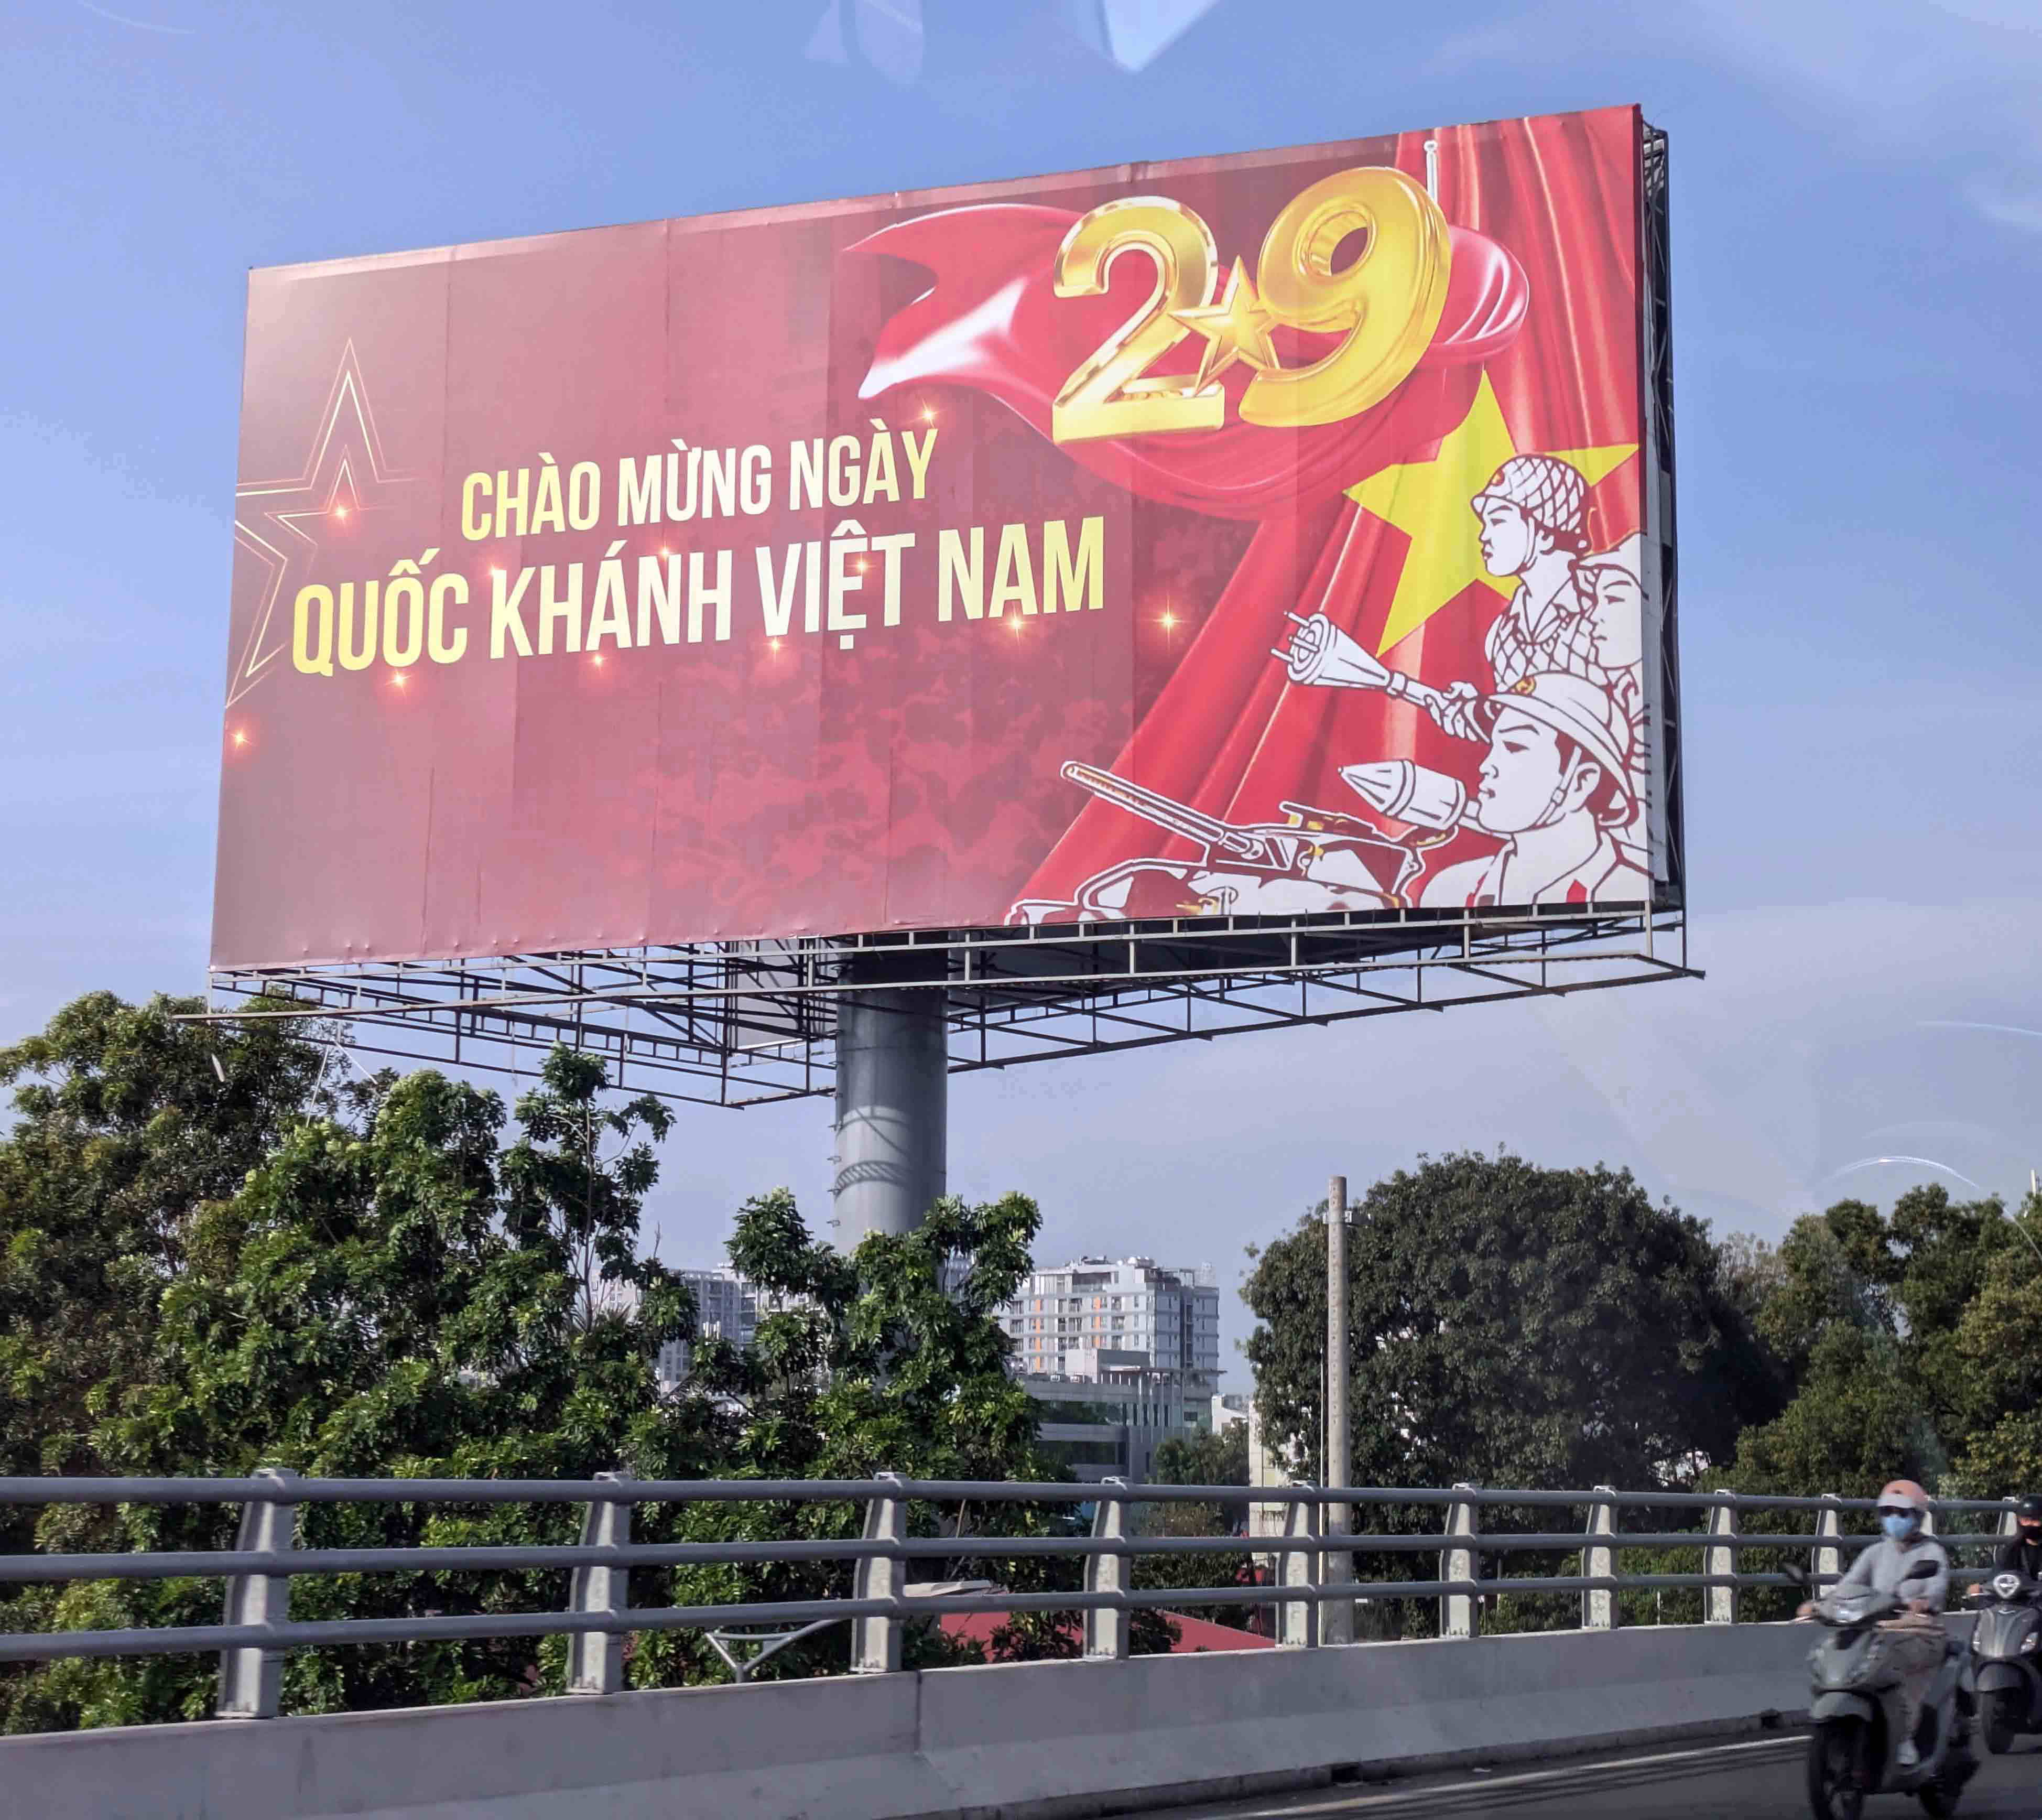 2★9
CHÀO MỪNG NGÀY
QUỐC KHÁNH VIỆT NAM